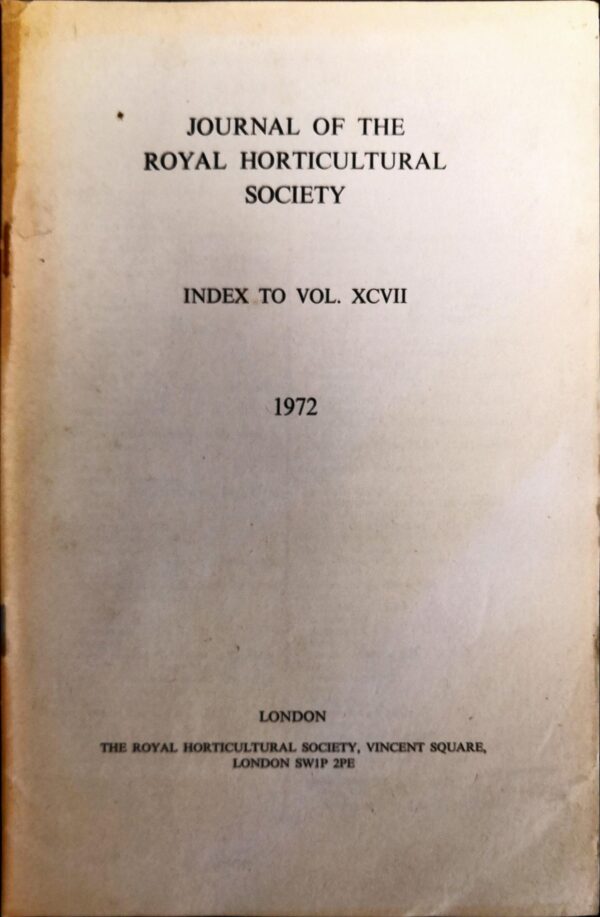 JOURNAL OF THE
ROYAL HORTICULTURAL
SOCIETY
INDEX TO VOL. XCVII
1972
LONDON
THE ROYAL HORTICULTURAL SOCIETY, VINCENT SQUARE,
LONDON SW1P 2PE